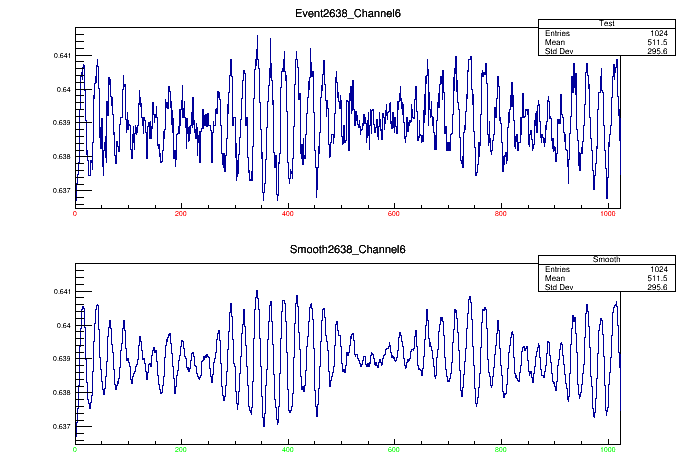 Event2638_Channel6
Test
Entries 1024
Mean 511.5
Std Dev 295.6
0.641
0.64
0.639
0.638
0.637
0 200 400 600 800 1000
Smooth2638_Channel6
Smooth
Entries 1024
Mean 511.5
Std Dev 295.6
0.641
0.64
0.639
0.638
0.637
0 200 400 600 800 1000